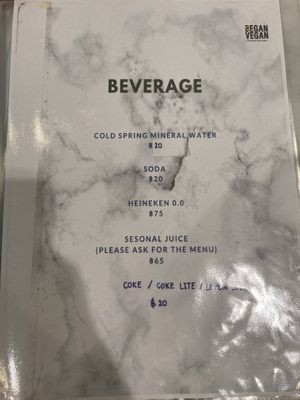 VEGAN
BEVERAGE
COLD SPRING MINERAL WATER
฿20
SODA
฿20
HEINEKEN 0.0
฿75
SESONAL JUICE
(PLEASE ASK FOR THE MENU)
฿65
COKE / COKE LITE /
฿ 20